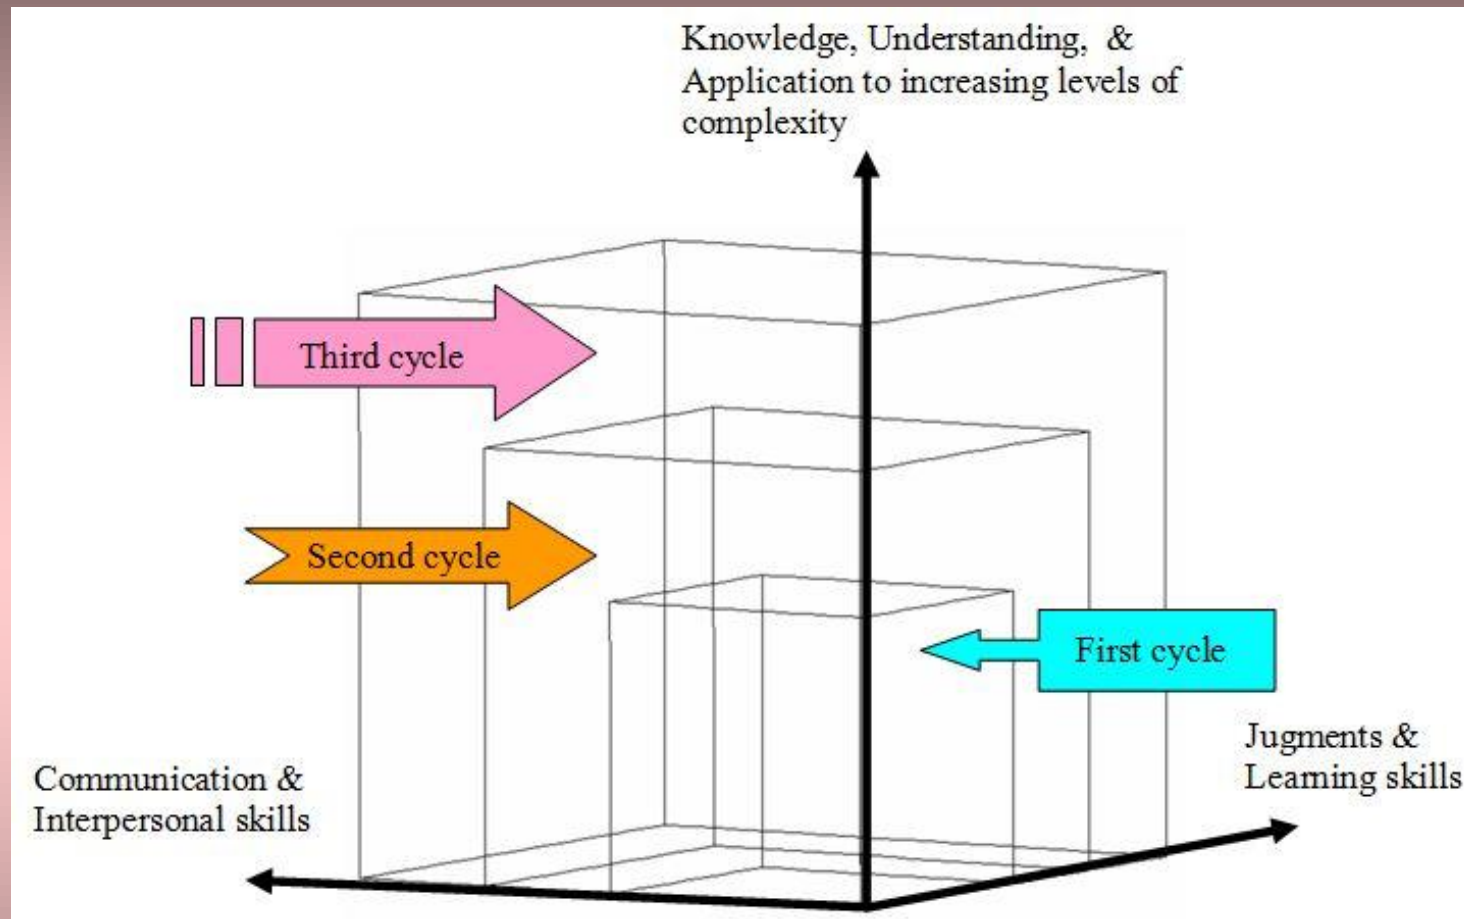 Knowledge, Understanding, &
Application to increasing levels of
complexity
Third cycle
Second cycle
First cycle
Jugments &
Learning skills
Communication &
Interpersonal skills